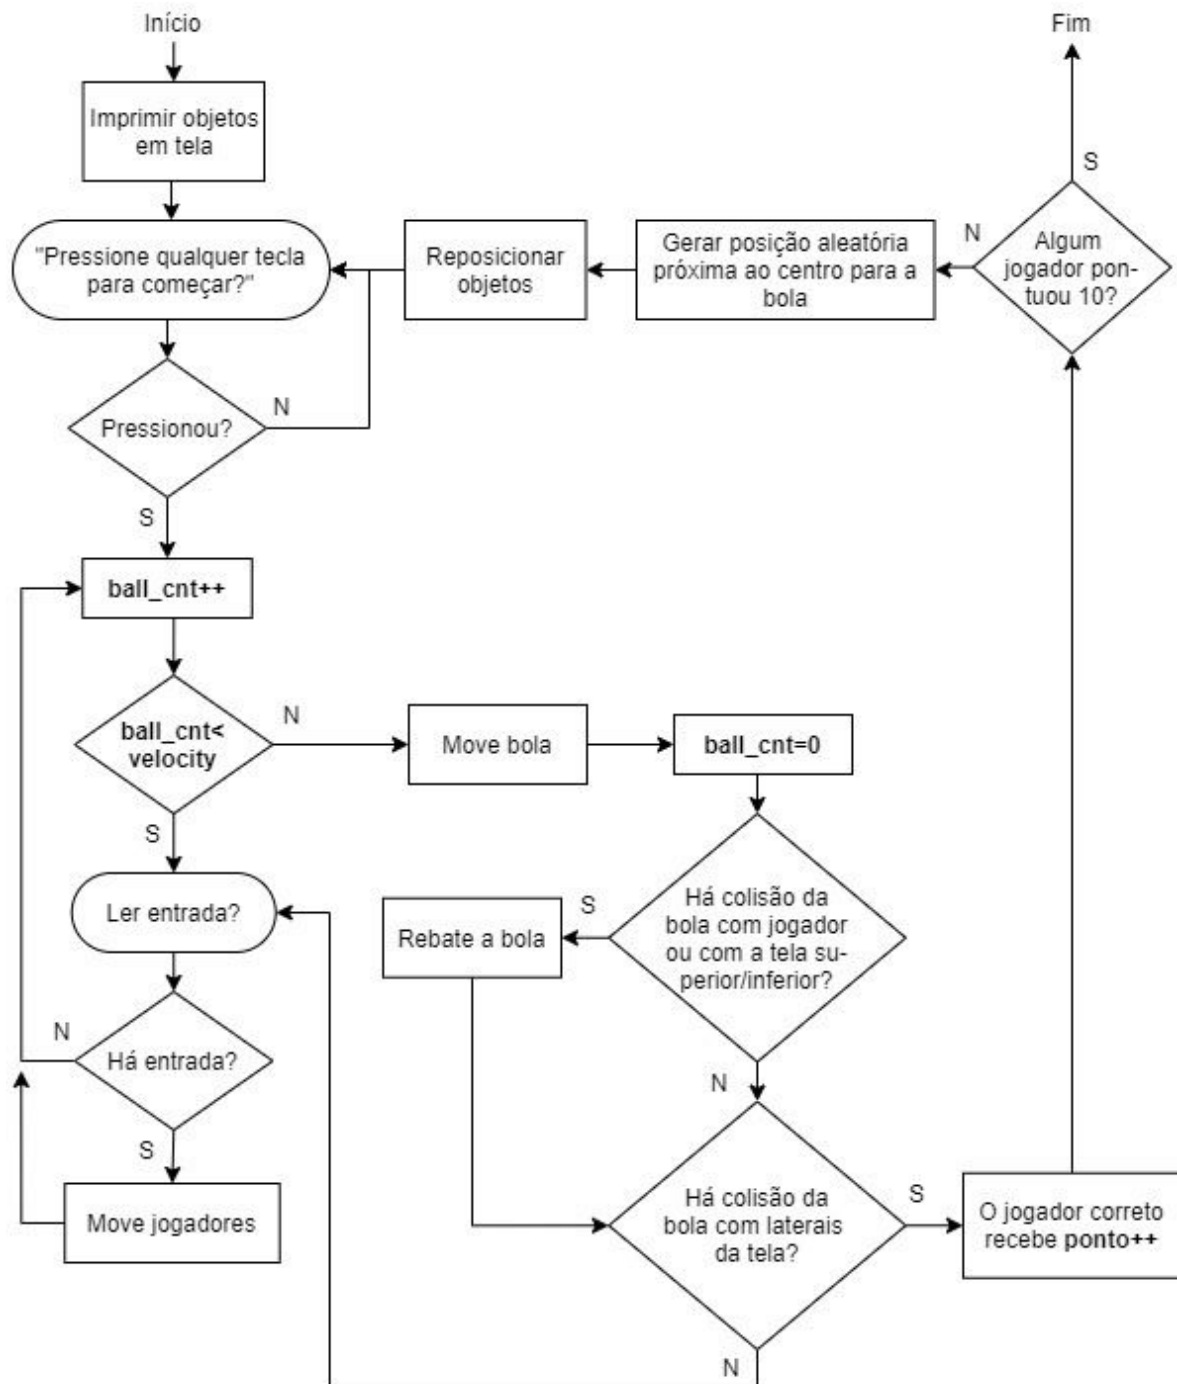 Início
Fim
Imprimir objetos
em tela
S
"Pressione qualquer tecla
para começar?"
Reposicionar
objetos
Gerar posição aleatória
próxima ao centro para a
bola
N
Algum
jogador pon-
tuou 10?
Pressionou?
N
S
ball_cnt++
ball_cnt<
velocity
N
Move bola
ball_cnt=0
S
Ler entrada?
Rebate a bola
S
Há colisão da
bola com jogador
ou com a tela su-
perior/inferior?
N
Há entrada?
N
S
Move jogadores
Há colisão da
bola com laterais
da tela?
S
O jogador correto
recebe ponto++
N